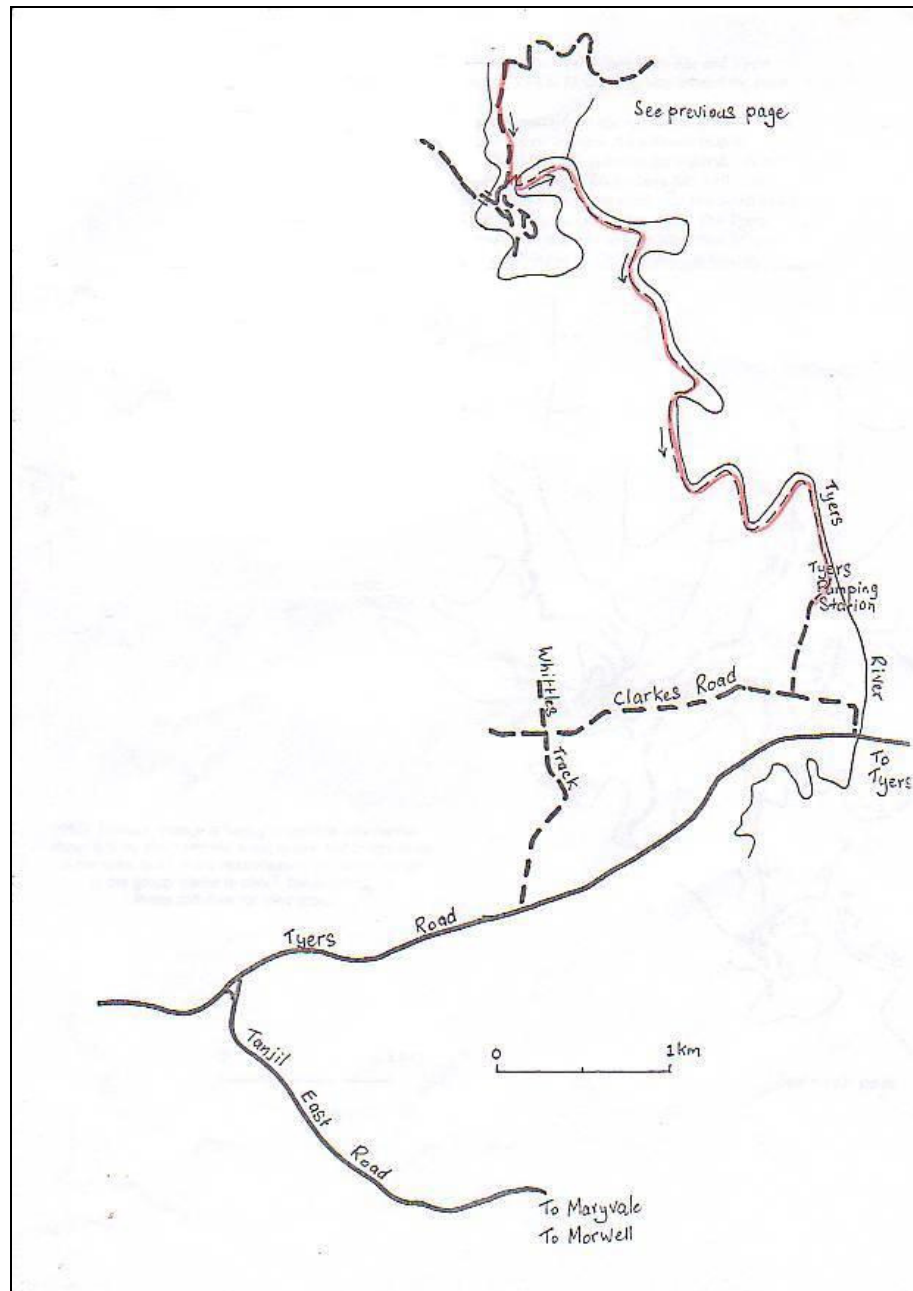 See previous page
Tyers
Tyers
Pumping
Station
River
Whittles
Clarkes Road
Track
To
Tyers
Road
Tyers
0 1km
Tanjil
East
Road
To Maryvale
To Morwell